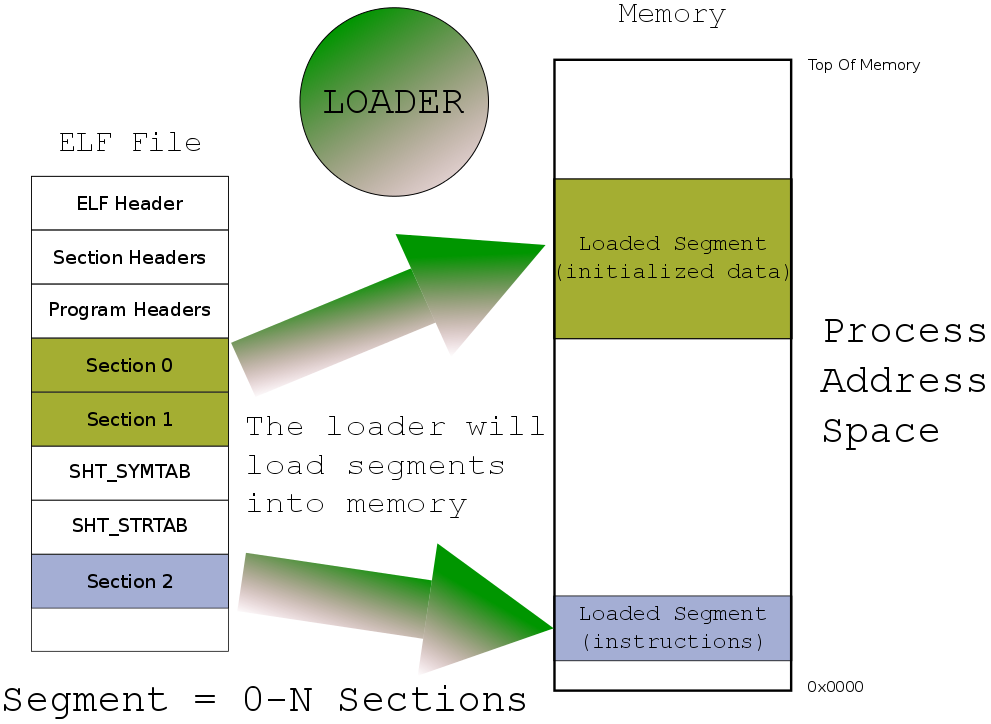 Memory
Top Of Memory
LOADER
ELF File
ELF Header
Section Headers
Program Headers
Section 0
Section 1
SHT_SYMTAB
SHT_STRTAB
Section 2
The loader will
load segments
into memory
Loaded Segment
(initialized data)
Process
Address
Space
Loaded Segment
(instructions)
0x0000
Segment = 0-N Sections